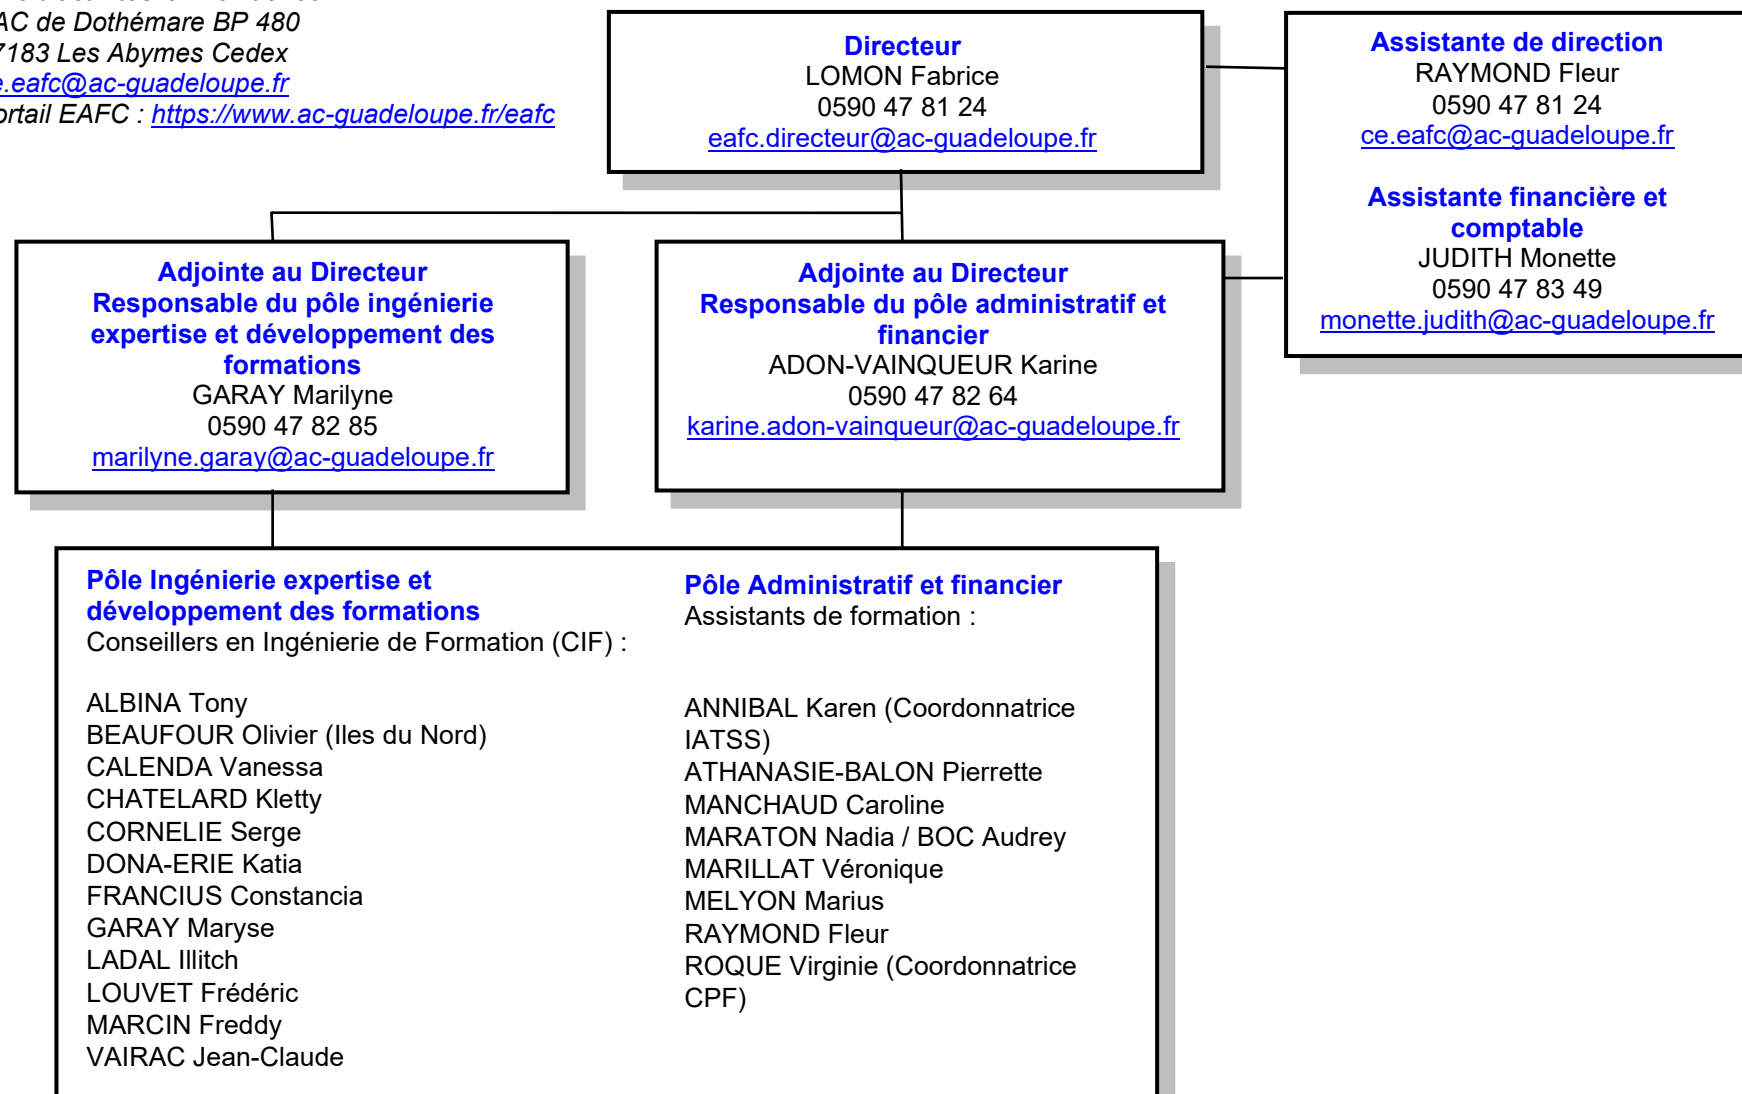 AC de Dothémare BP 480
7183 Les Abymes Cedex
e.eafc@ac-guadeloupe.fr
ortail EAFC : https://www.ac-guadeloupe.fr/eafc
Directeur
LOMON Fabrice
0590 47 81 24
eafc.directeur@ac-guadeloupe.fr
Assistante de direction
RAYMOND Fleur
0590 47 81 24
ce.eafc@ac-guadeloupe.fr
Assistante financière et
comptable
JUDITH Monette
0590 47 83 49
monette.judith@ac-guadeloupe.fr
Adjointe au Directeur
Responsable du pôle ingénierie
expertise et développement des
formations
GARAY Marilyne
0590 47 82 85
marilyne.garay@ac-guadeloupe.fr
Adjointe au Directeur
Responsable du pôle administratif et
financier
ADON-VAINQUEUR Karine
0590 47 82 64
karine.adon-vainqueur@ac-guadeloupe.fr
Pôle Ingénierie expertise et
développement des formations
Conseillers en Ingénierie de Formation (CIF) :
ALBINA Tony
BEAUFOUR Olivier (Iles du Nord)
CALENDA Vanessa
CHATELARD Kletty
CORNELIE Serge
DONA-ERIE Katia
FRANCIUS Constancia
GARAY Maryse
LADAL Illitch
LOUVET Frédéric
MARCIN Freddy
VAIRAC Jean-Claude
Pôle Administratif et financier
Assistants de formation :
ANNIBAL Karen (Coordonnatrice
IATSS)
ATHANASIE-BALON Pierrette
MANCHAUD Caroline
MARATON Nadia / BOC Audrey
MARILLAT Véronique
MELYON Marius
RAYMOND Fleur
ROQUE Virginie (Coordonnatrice
CPF)